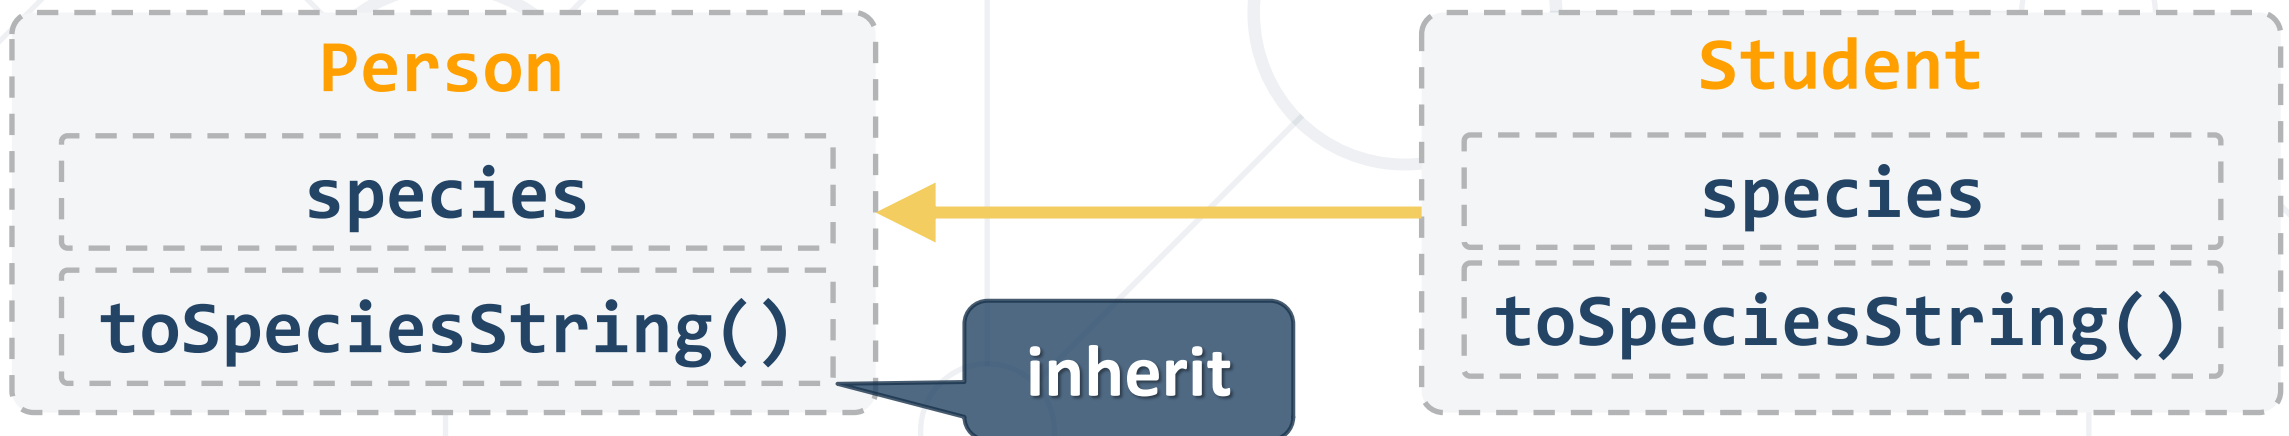 Person
species
toSpeciesString()
inherit
Student
species
toSpeciesString()